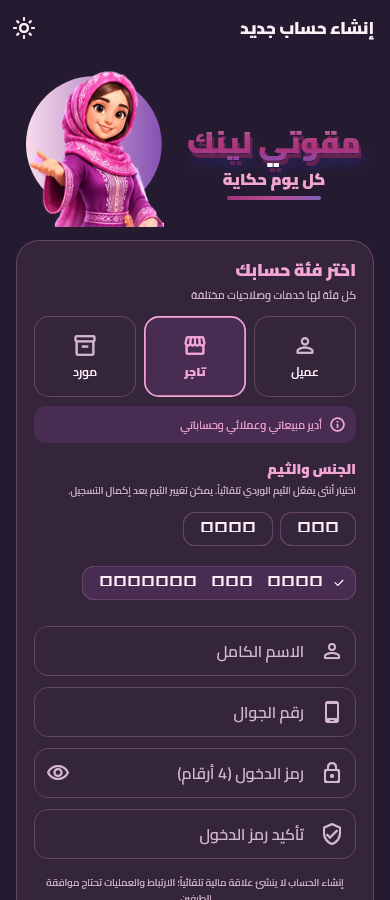 إنشاء حساب جديد
مقوتي لينك
كل يوم حكاية
اختر فئة حسابك
كل فئة لها خدمات وصلاحيات مختلفة
عميل
تاجر
مورد
أدير مبيعاتي وعملائي وحساباتي
الجنس والثيم
اختيار أنثى يفعّل الثيم الوردي تلقائياً. يمكن تغيير الثيم بعد إكمال التسجيل.
الاسم الكامل
رقم الجوال
رمز الدخول (4 أرقام)
تأكيد رمز الدخول
إنشاء الحساب لا ينشئ علاقة مالية تلقائياً؛ الارتباط والعمليات تحتاج موافقة
الطرفين